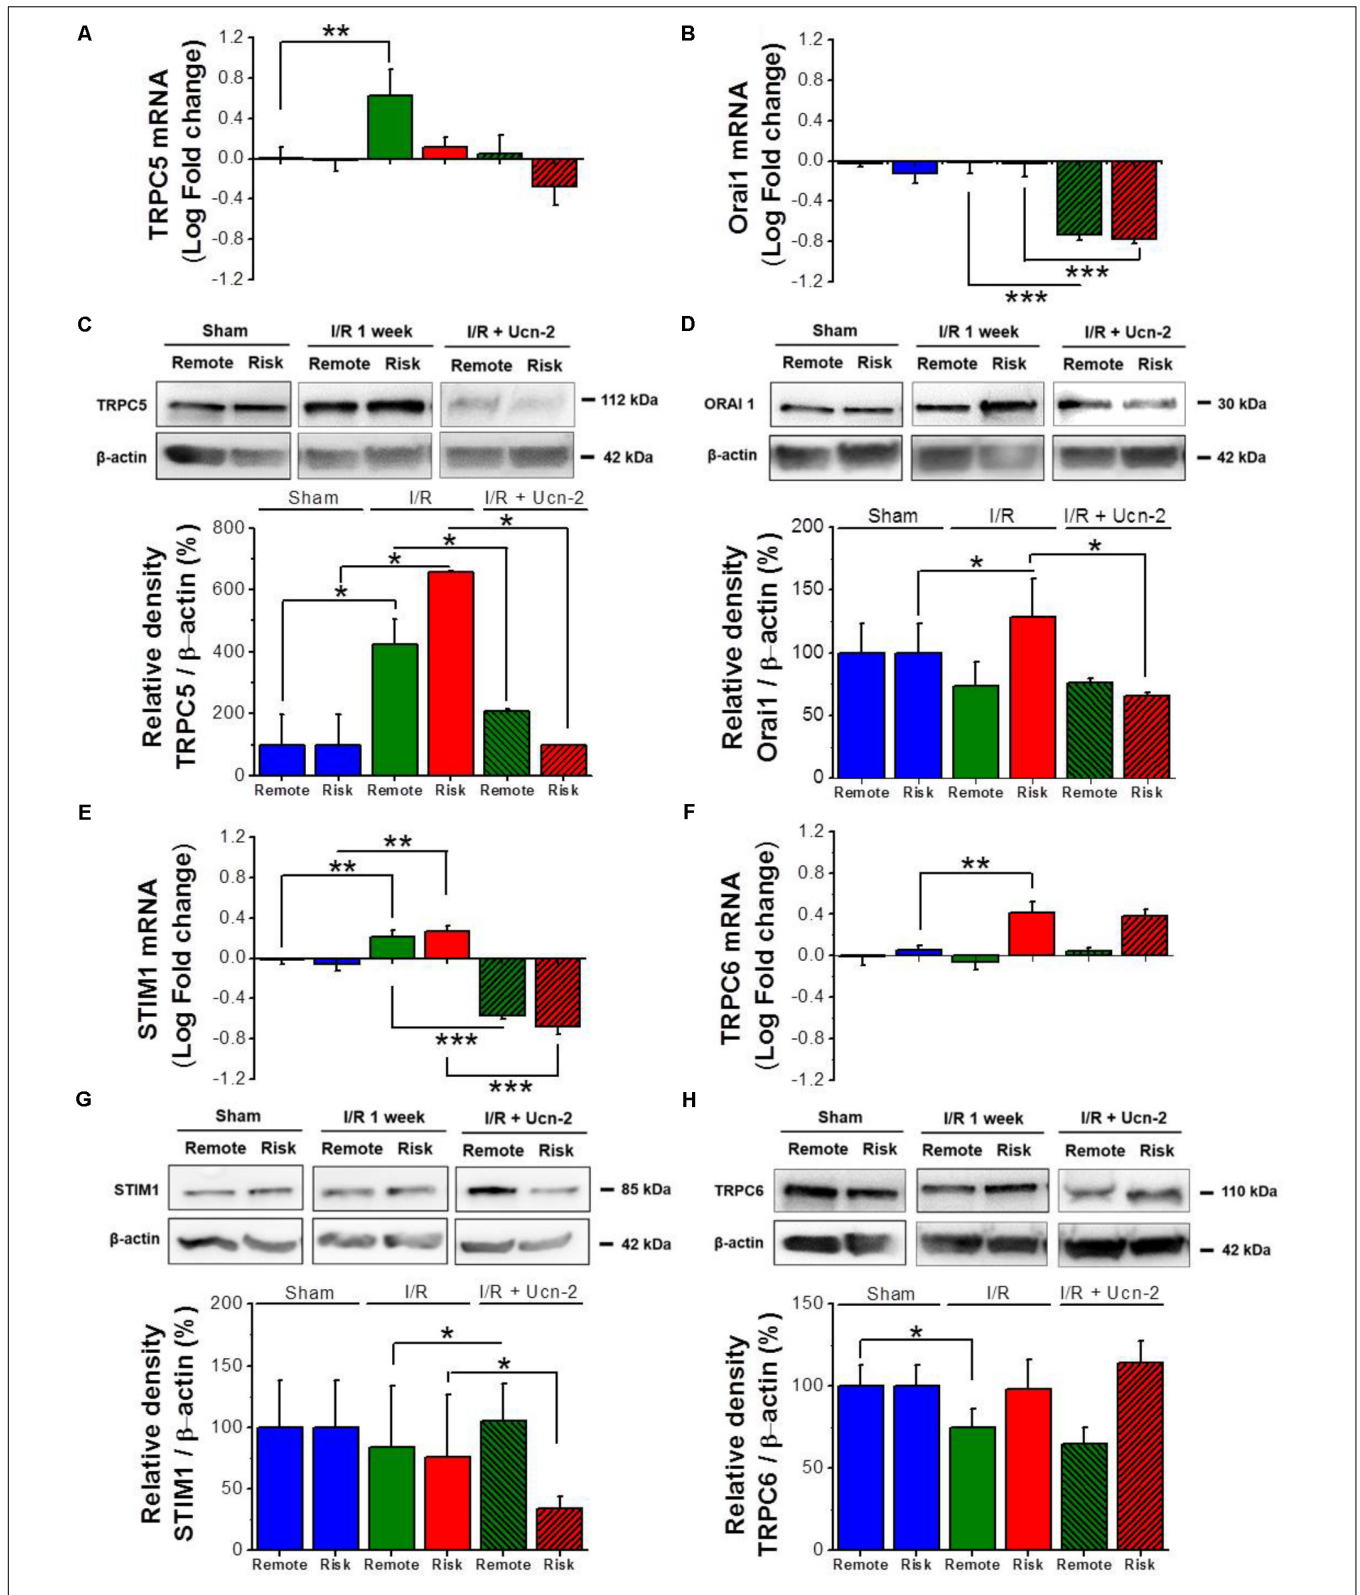 A
**
1.2
0.8
0.4
0.0
-0.4
-0.8
-1.2
TRPC5 mRNA
(Log Fold change)
B
1.2
0.8
0.4
0.0
-0.4
-0.8
-1.2
Orai1 mRNA
(Log Fold change)
***
***
C
Sham I/R 1 week I/R + Ucn-2
Remote Risk Remote Risk Remote Risk
TRPC5 112 kDa
β-actin 42 kDa
Sham I/R I/R + Ucn-2
800
600
400
200
0
Relative density
TRPC5 / β-actin (%)
*
*
*
*
Remote Risk Remote Risk Remote Risk
D
Sham I/R 1 week I/R + Ucn-2
Remote Risk Remote Risk Remote Risk
ORAI 1 30 kDa
β-actin 42 kDa
Sham I/R I/R + Ucn-2
200
150
100
50
0
Relative density
Orai1 / β-actin (%)
*
*
Remote Risk Remote Risk Remote Risk
E
1.2
0.8
0.4
0.0
-0.4
-0.8
-1.2
STIM1 mRNA
(Log Fold change)
**
**
***
***
F
1.2
0.8
0.4
0.0
-0.4
-0.8
-1.2
TRPC6 mRNA
(Log Fold change)
**
G
Sham I/R 1 week I/R + Ucn-2
Remote Risk Remote Risk Remote Risk
STIM1 85 kDa
β-actin 42 kDa
Sham I/R I/R + Ucn-2
200
150
100
50
0
Relative density
STIM1 / β-actin (%)
*
*
Remote Risk Remote Risk Remote Risk
H
Sham I/R 1 week I/R + Ucn-2
Remote Risk Remote Risk Remote Risk
TRPC6 110 kDa
β-actin 42 kDa
Sham I/R I/R + Ucn-2
150
100
50
0
Relative density
TRPC6 / β-actin (%)
*
Remote Risk Remote Risk Remote Risk